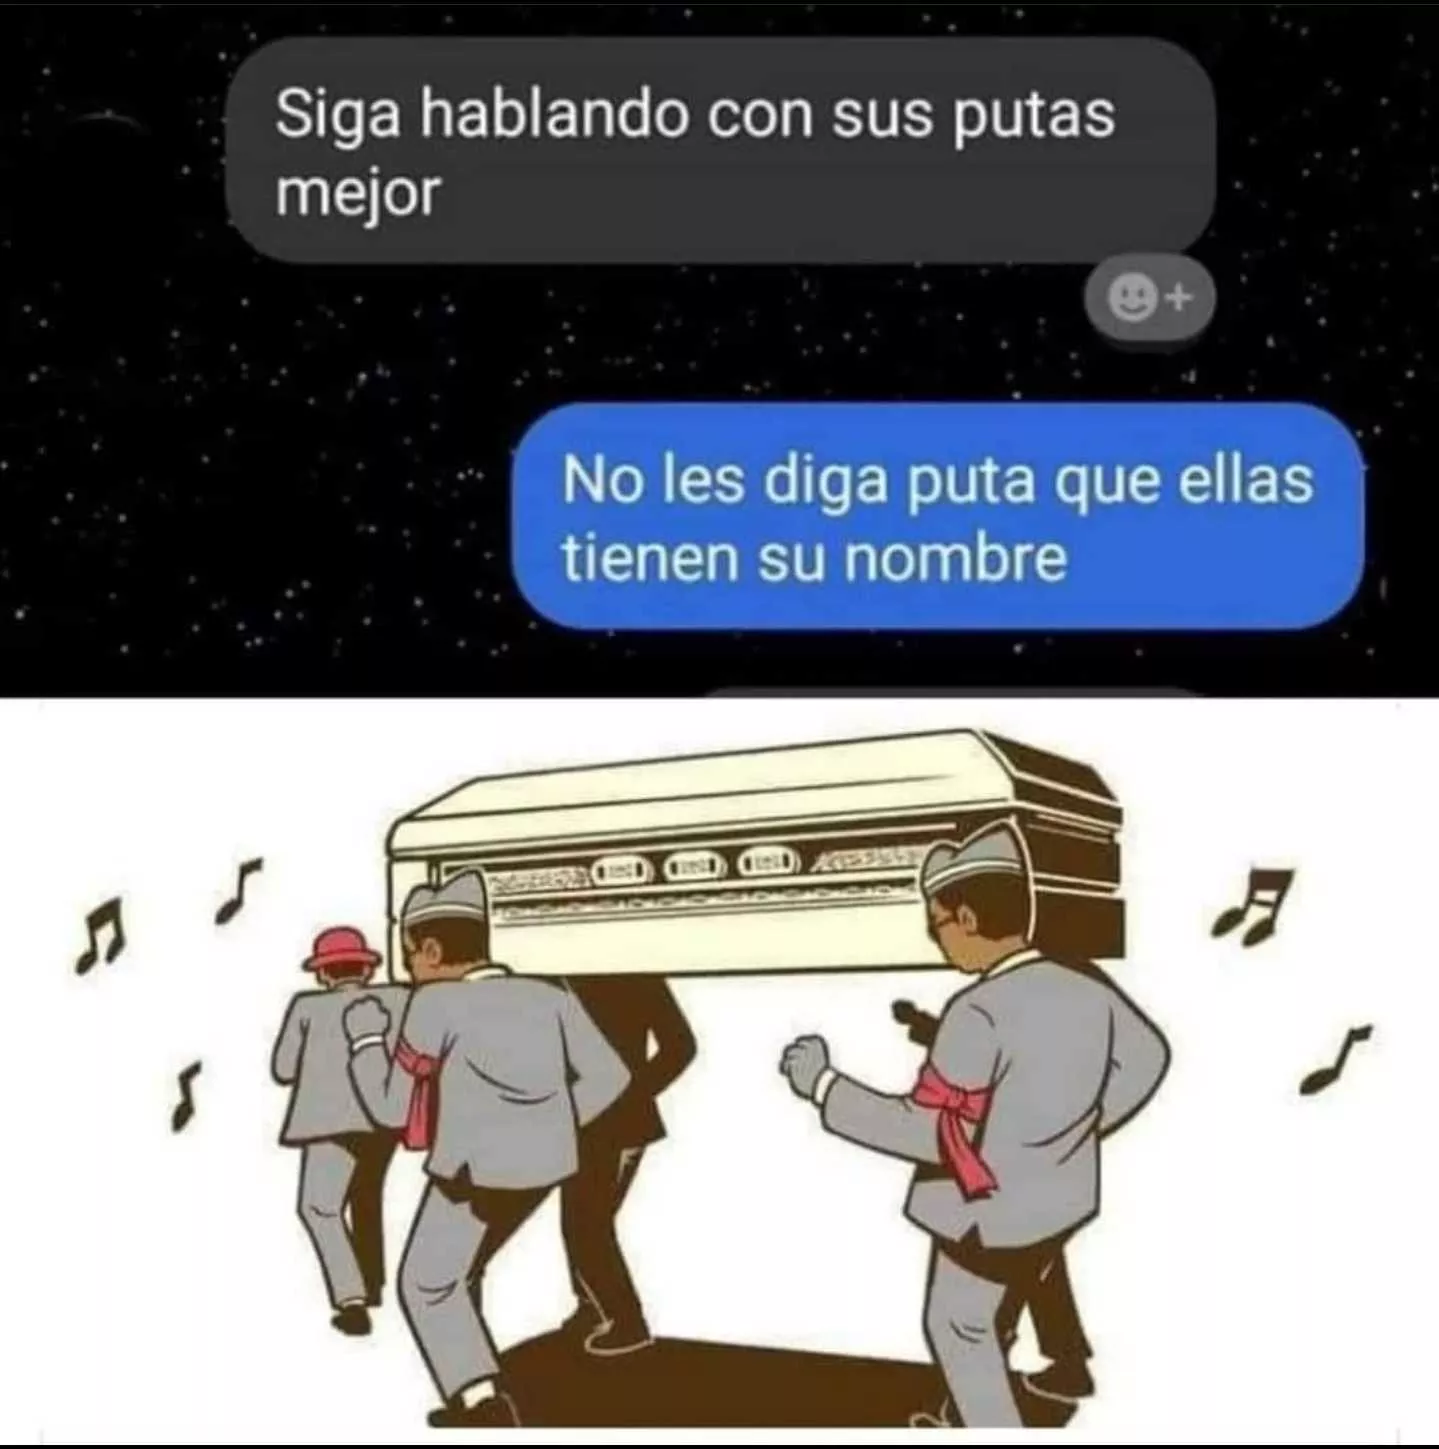 Siga hablando con sus putas
mejor
No les diga puta que ellas
tienen su nombre